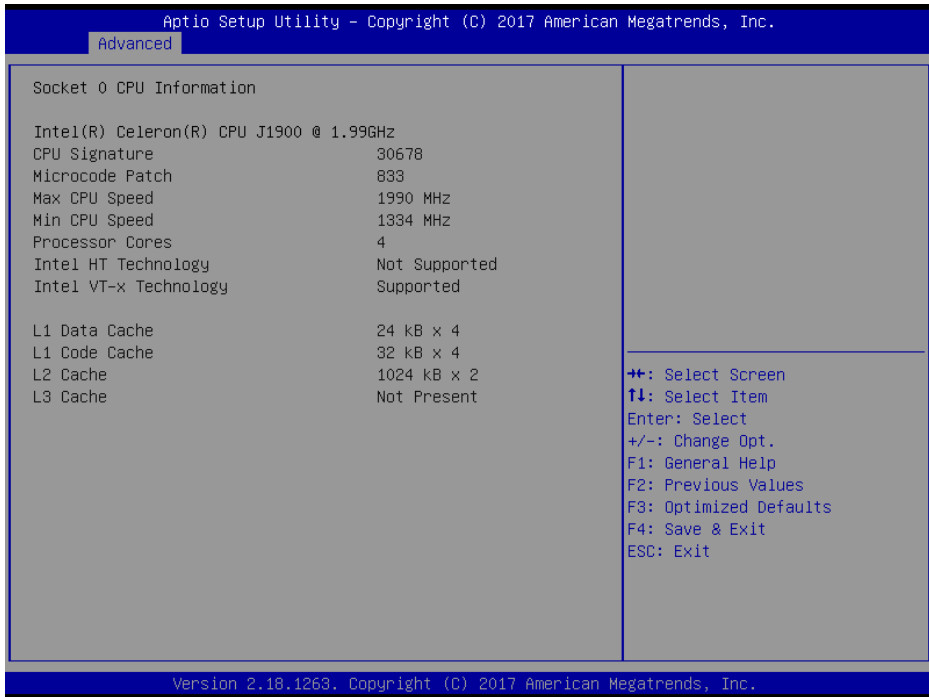 Aptio Setup Utility – Copyright (C) 2017 American Megatrends, Inc.
Advanced
Socket 0 CPU Information
Intel(R) Celeron(R) CPU J1900 @ 1.99GHz
CPU Signature 30678
Microcode Patch 833
Max CPU Speed 1990 MHz
Min CPU Speed 1334 MHz
Processor Cores 4
Intel HT Technology Not Supported
Intel VT-x Technology Supported
L1 Data Cache 24 kB x 4
L1 Code Cache 32 kB x 4
L2 Cache 1024 kB x 2
L3 Cache Not Present
→←: Select Screen
↑↓: Select Item
Enter: Select
+/-: Change Opt.
F1: General Help
F2: Previous Values
F3: Optimized Defaults
F4: Save & Exit
ESC: Exit
Version 2.18.1263. Copyright (C) 2017 American Megatrends, Inc.